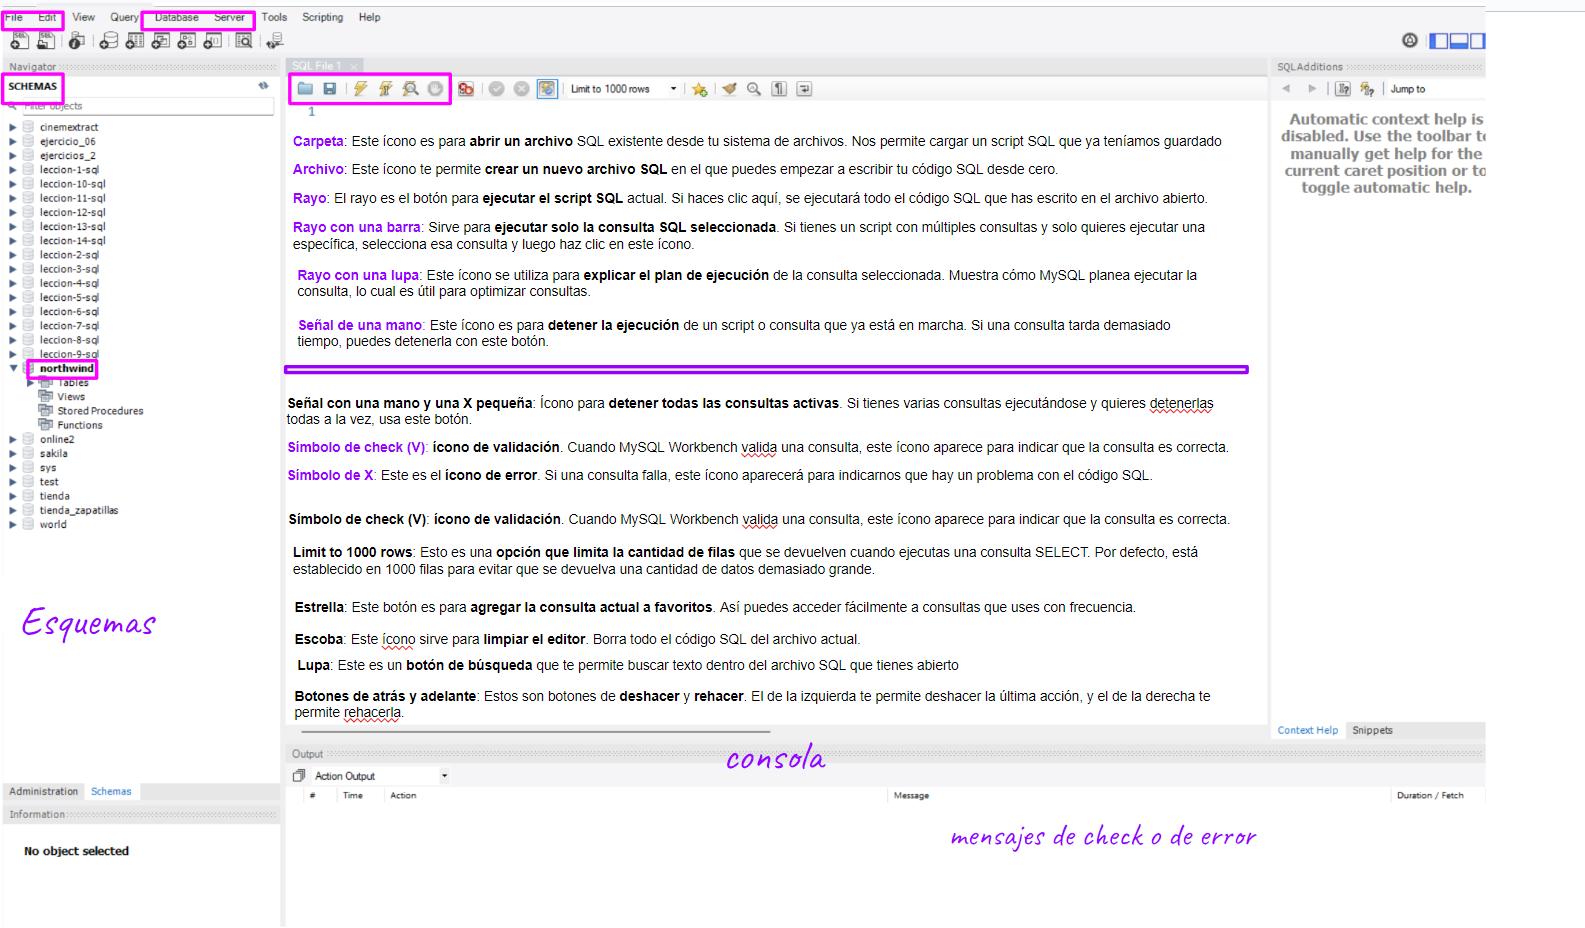 File Edit View Query Database Server Tools Scripting Help
Navigator
SCHEMAS
Filter objects
cinemextract
ejercicio_06
ejercicios_2
leccion-1-sql
leccion-10-sql
leccion-11-sql
leccion-12-sql
leccion-13-sql
leccion-14-sql
leccion-2-sql
leccion-3-sql
leccion-4-sql
leccion-5-sql
leccion-6-sql
leccion-7-sql
leccion-8-sql
leccion-9-sql
northwind
Tables
Views
Stored Procedures
Functions
online2
sakila
sys
test
tienda
tienda_zapatillas
world
Esquemas
Administration Schemas
Information
No object selected
SQL File 1
Limit to 1000 rows
1
Carpeta: Este ícono es para abrir un archivo SQL existente desde tu sistema de archivos. Nos permite cargar un script SQL que ya teníamos guardado
Archivo: Este ícono te permite crear un nuevo archivo SQL en el que puedes empezar a escribir tu código SQL desde cero.
Rayo: El rayo es el botón para ejecutar el script SQL actual. Si haces clic aquí, se ejecutará todo el código SQL que has escrito en el archivo abierto.
Rayo con una barra: Sirve para ejecutar solo la consulta SQL seleccionada. Si tienes un script con múltiples consultas y solo quieres ejecutar una
específica, selecciona esa consulta y luego haz clic en este ícono.
Rayo con una lupa: Este ícono se utiliza para explicar el plan de ejecución de la consulta seleccionada. Muestra cómo MySQL planea ejecutar la
consulta, lo cual es útil para optimizar consultas.
Señal de una mano: Este ícono es para detener la ejecución de un script o consulta que ya está en marcha. Si una consulta tarda demasiado
tiempo, puedes detenerla con este botón.
Señal con una mano y una X pequeña: Ícono para detener todas las consultas activas. Si tienes varias consultas ejecutándose y quieres detenerlas
todas a la vez, usa este botón.
Símbolo de check (V): ícono de validación. Cuando MySQL Workbench valida una consulta, este ícono aparece para indicar que la consulta es correcta.
Símbolo de X: Este es el ícono de error. Si una consulta falla, este ícono aparecerá para indicarnos que hay un problema con el código SQL.
Símbolo de check (V): ícono de validación. Cuando MySQL Workbench valida una consulta, este ícono aparece para indicar que la consulta es correcta.
Limit to 1000 rows: Esto es una opción que limita la cantidad de filas que se devuelven cuando ejecutas una consulta SELECT. Por defecto, está
establecido en 1000 filas para evitar que se devuelva una cantidad de datos demasiado grande.
Estrella: Este botón es para agregar la consulta actual a favoritos. Así puedes acceder fácilmente a consultas que uses con frecuencia.
Escoba: Este ícono sirve para limpiar el editor. Borra todo el código SQL del archivo actual.
Lupa: Este es un botón de búsqueda que te permite buscar texto dentro del archivo SQL que tienes abierto
Botones de atrás y adelante: Estos son botones de deshacer y rehacer. El de la izquierda te permite deshacer la última acción, y el de la derecha te
permite rehacerla.
Output
consola
Action Output
# Time Action Message Duration / Fetch
mensajes de check o de error
SQLAdditions
Jump to
Automatic context help is
disabled. Use the toolbar to
manually get help for the
current caret position or to
toggle automatic help.
Context Help Snippets